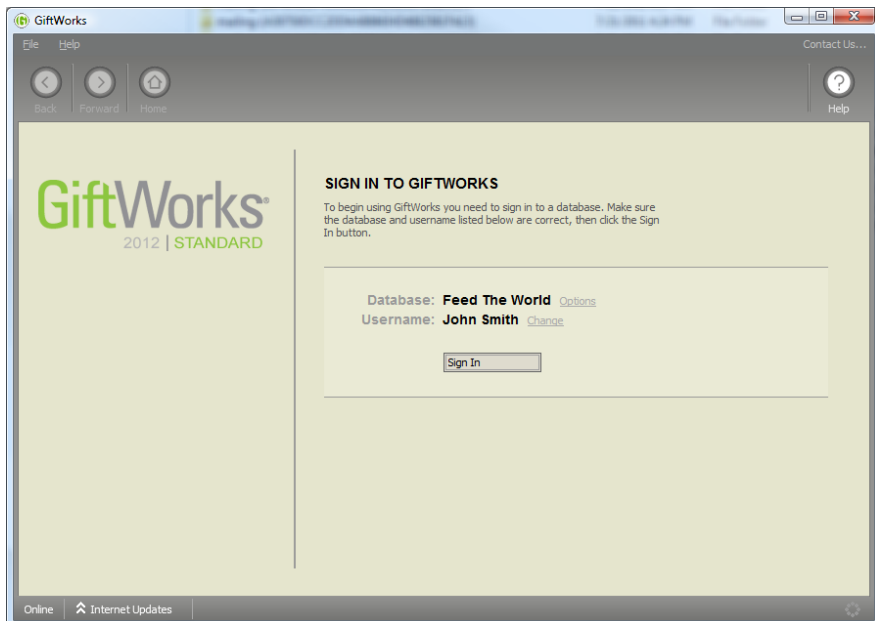 GiftWorks
File Help
Contact Us...
Back Forward Home
Help
GiftWorks®
2012 | STANDARD
SIGN IN TO GIFTWORKS
To begin using GiftWorks you need to sign in to a database. Make sure
the database and username listed below are correct, then click the Sign
In button.
Database: Feed The World Options
Username: John Smith Change
Sign In
Online
Internet Updates